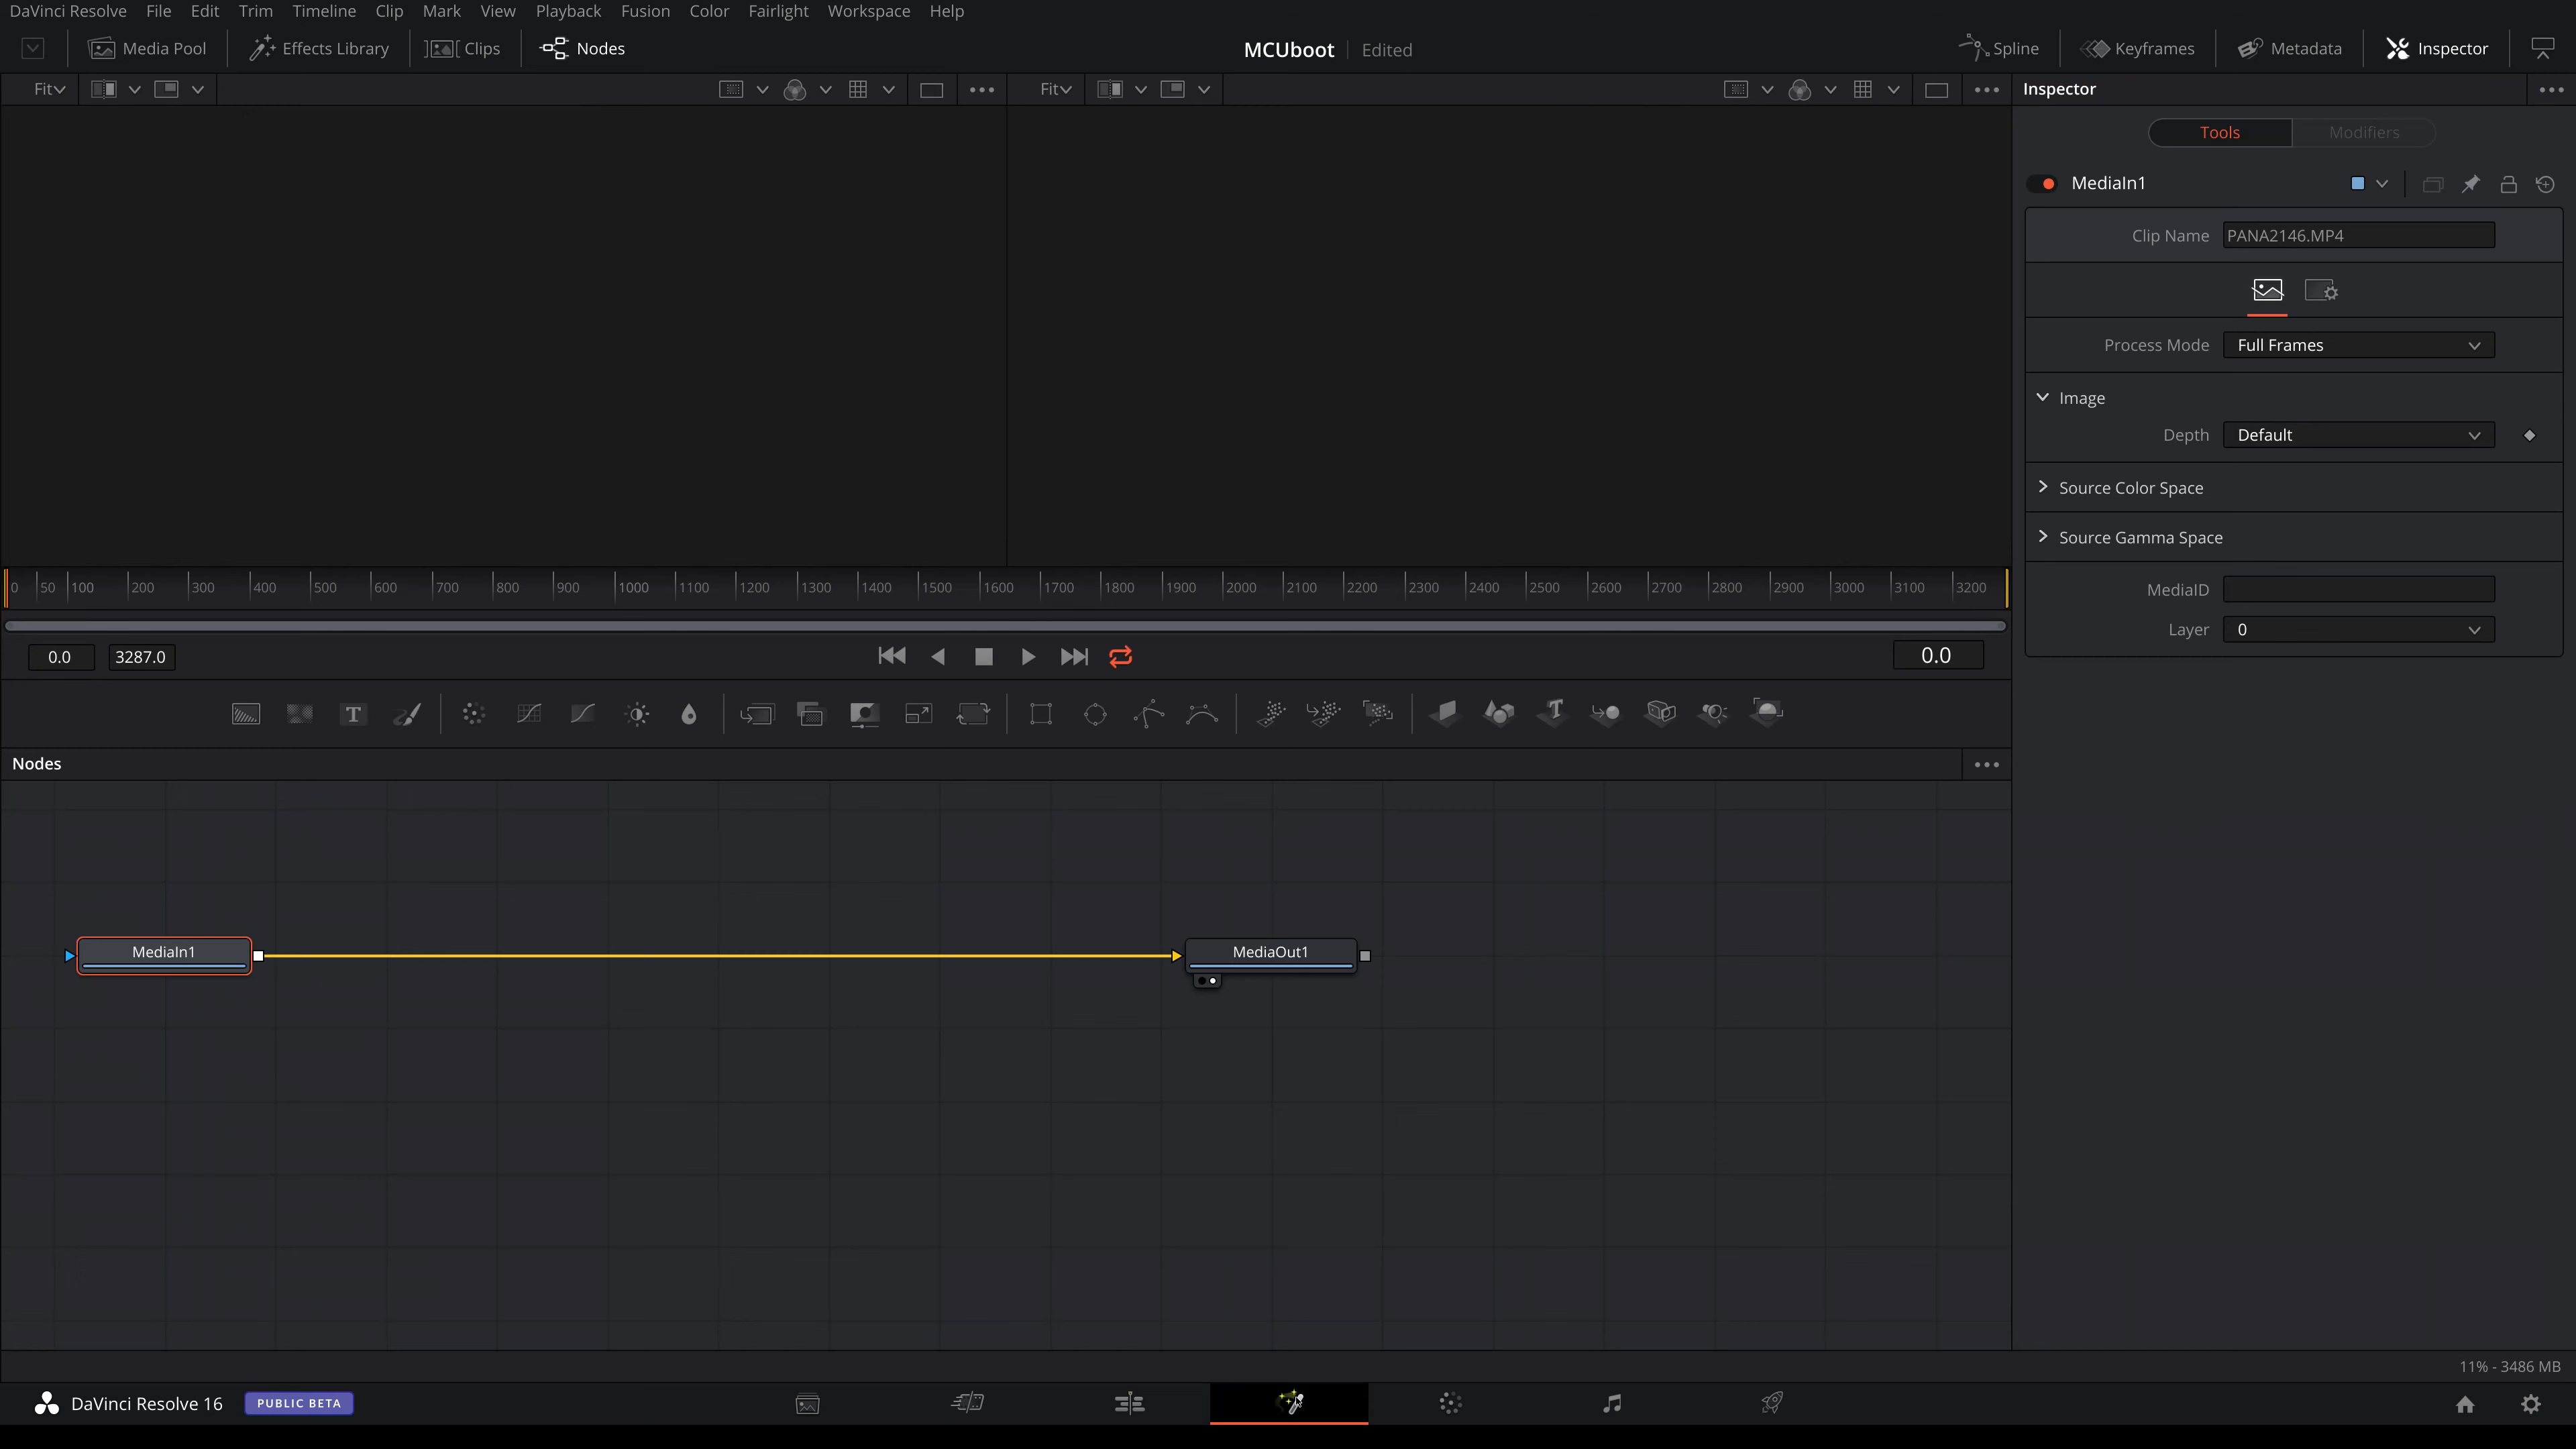 DaVinci Resolve File Edit Trim Timeline Clip Mark View Playback Fusion Color Fairlight Workspace Help
Media Pool Effects Library Clips Nodes MCUboot Edited Spline Keyframes Metadata Inspector
Fit Fit Inspector
Tools Modifiers
MediaIn1
Clip Name PANA2146.MP4
Process Mode Full Frames
Image
Depth Default
Source Color Space
Source Gamma Space
0 50 100 200 300 400 500 600 700 800 900 1000 1100 1200 1300 1400 1500 1600 1700 1800 1900 2000 2100 2200 2300 2400 2500 2600 2700 2800 2900 3000 3100 3200
MediaID
Layer 0
0.0 3287.0 0.0
T T
Nodes
MediaIn1 MediaOut1
11% - 3486 MB
DaVinci Resolve 16 PUBLIC BETA